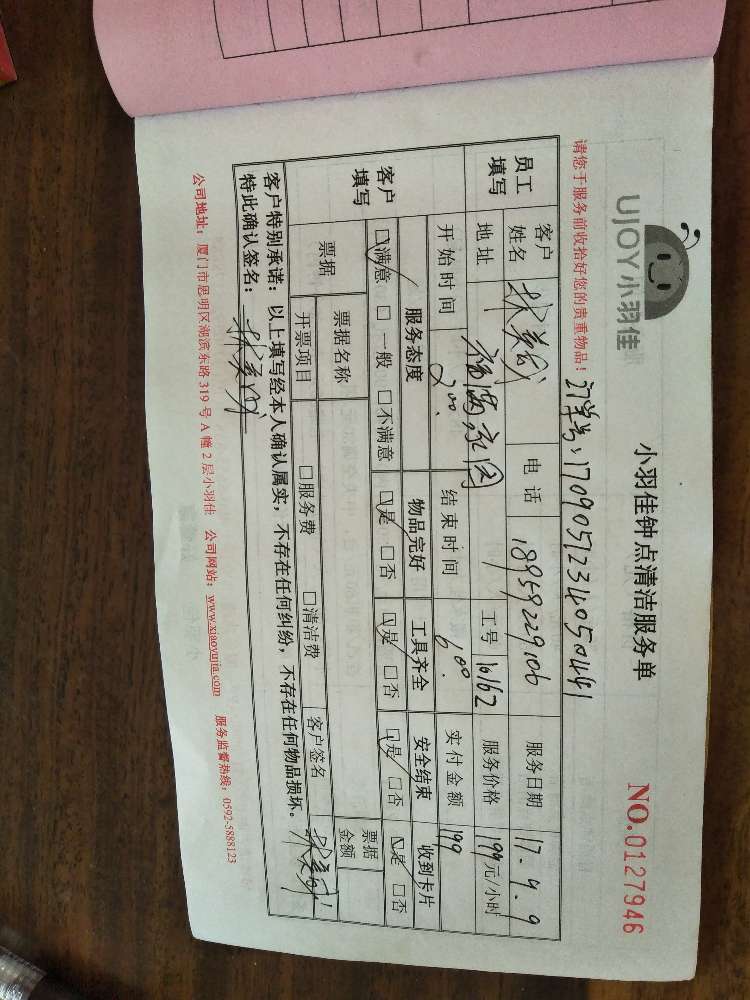 UJOY小羽佳
小羽佳钟点清洁服务单
NO.0127946
请您于服务前收拾好您的贵重物品！
订单号：17090512340504491
员工填写 客户姓名 电话 18959229106 服务日期 17.9.9
地址 福满家园 工号 10162 服务价格 199元/小时
开始时间 2:00. 结束时间 6:00. 实付金额 199
客户填写 服务态度 物品完好 工具齐全 安全结束 收到卡片
☑满意 □一般 □不满意 ☑是 □否 ☑是 □否 ☑是 □否 ☑是 □否
票据 票据名称 票据金额
开票项目 □服务费 □清洁费 客户签名
客户特别承诺：以上填写经本人确认属实，不存在任何纠纷，不存在任何物品损坏。
特此确认签名：
公司地址：厦门市思明区湖滨东路319号A幢2层小羽佳 公司网站：www.xiaoyujia.com 服务监督热线：0592-5888123